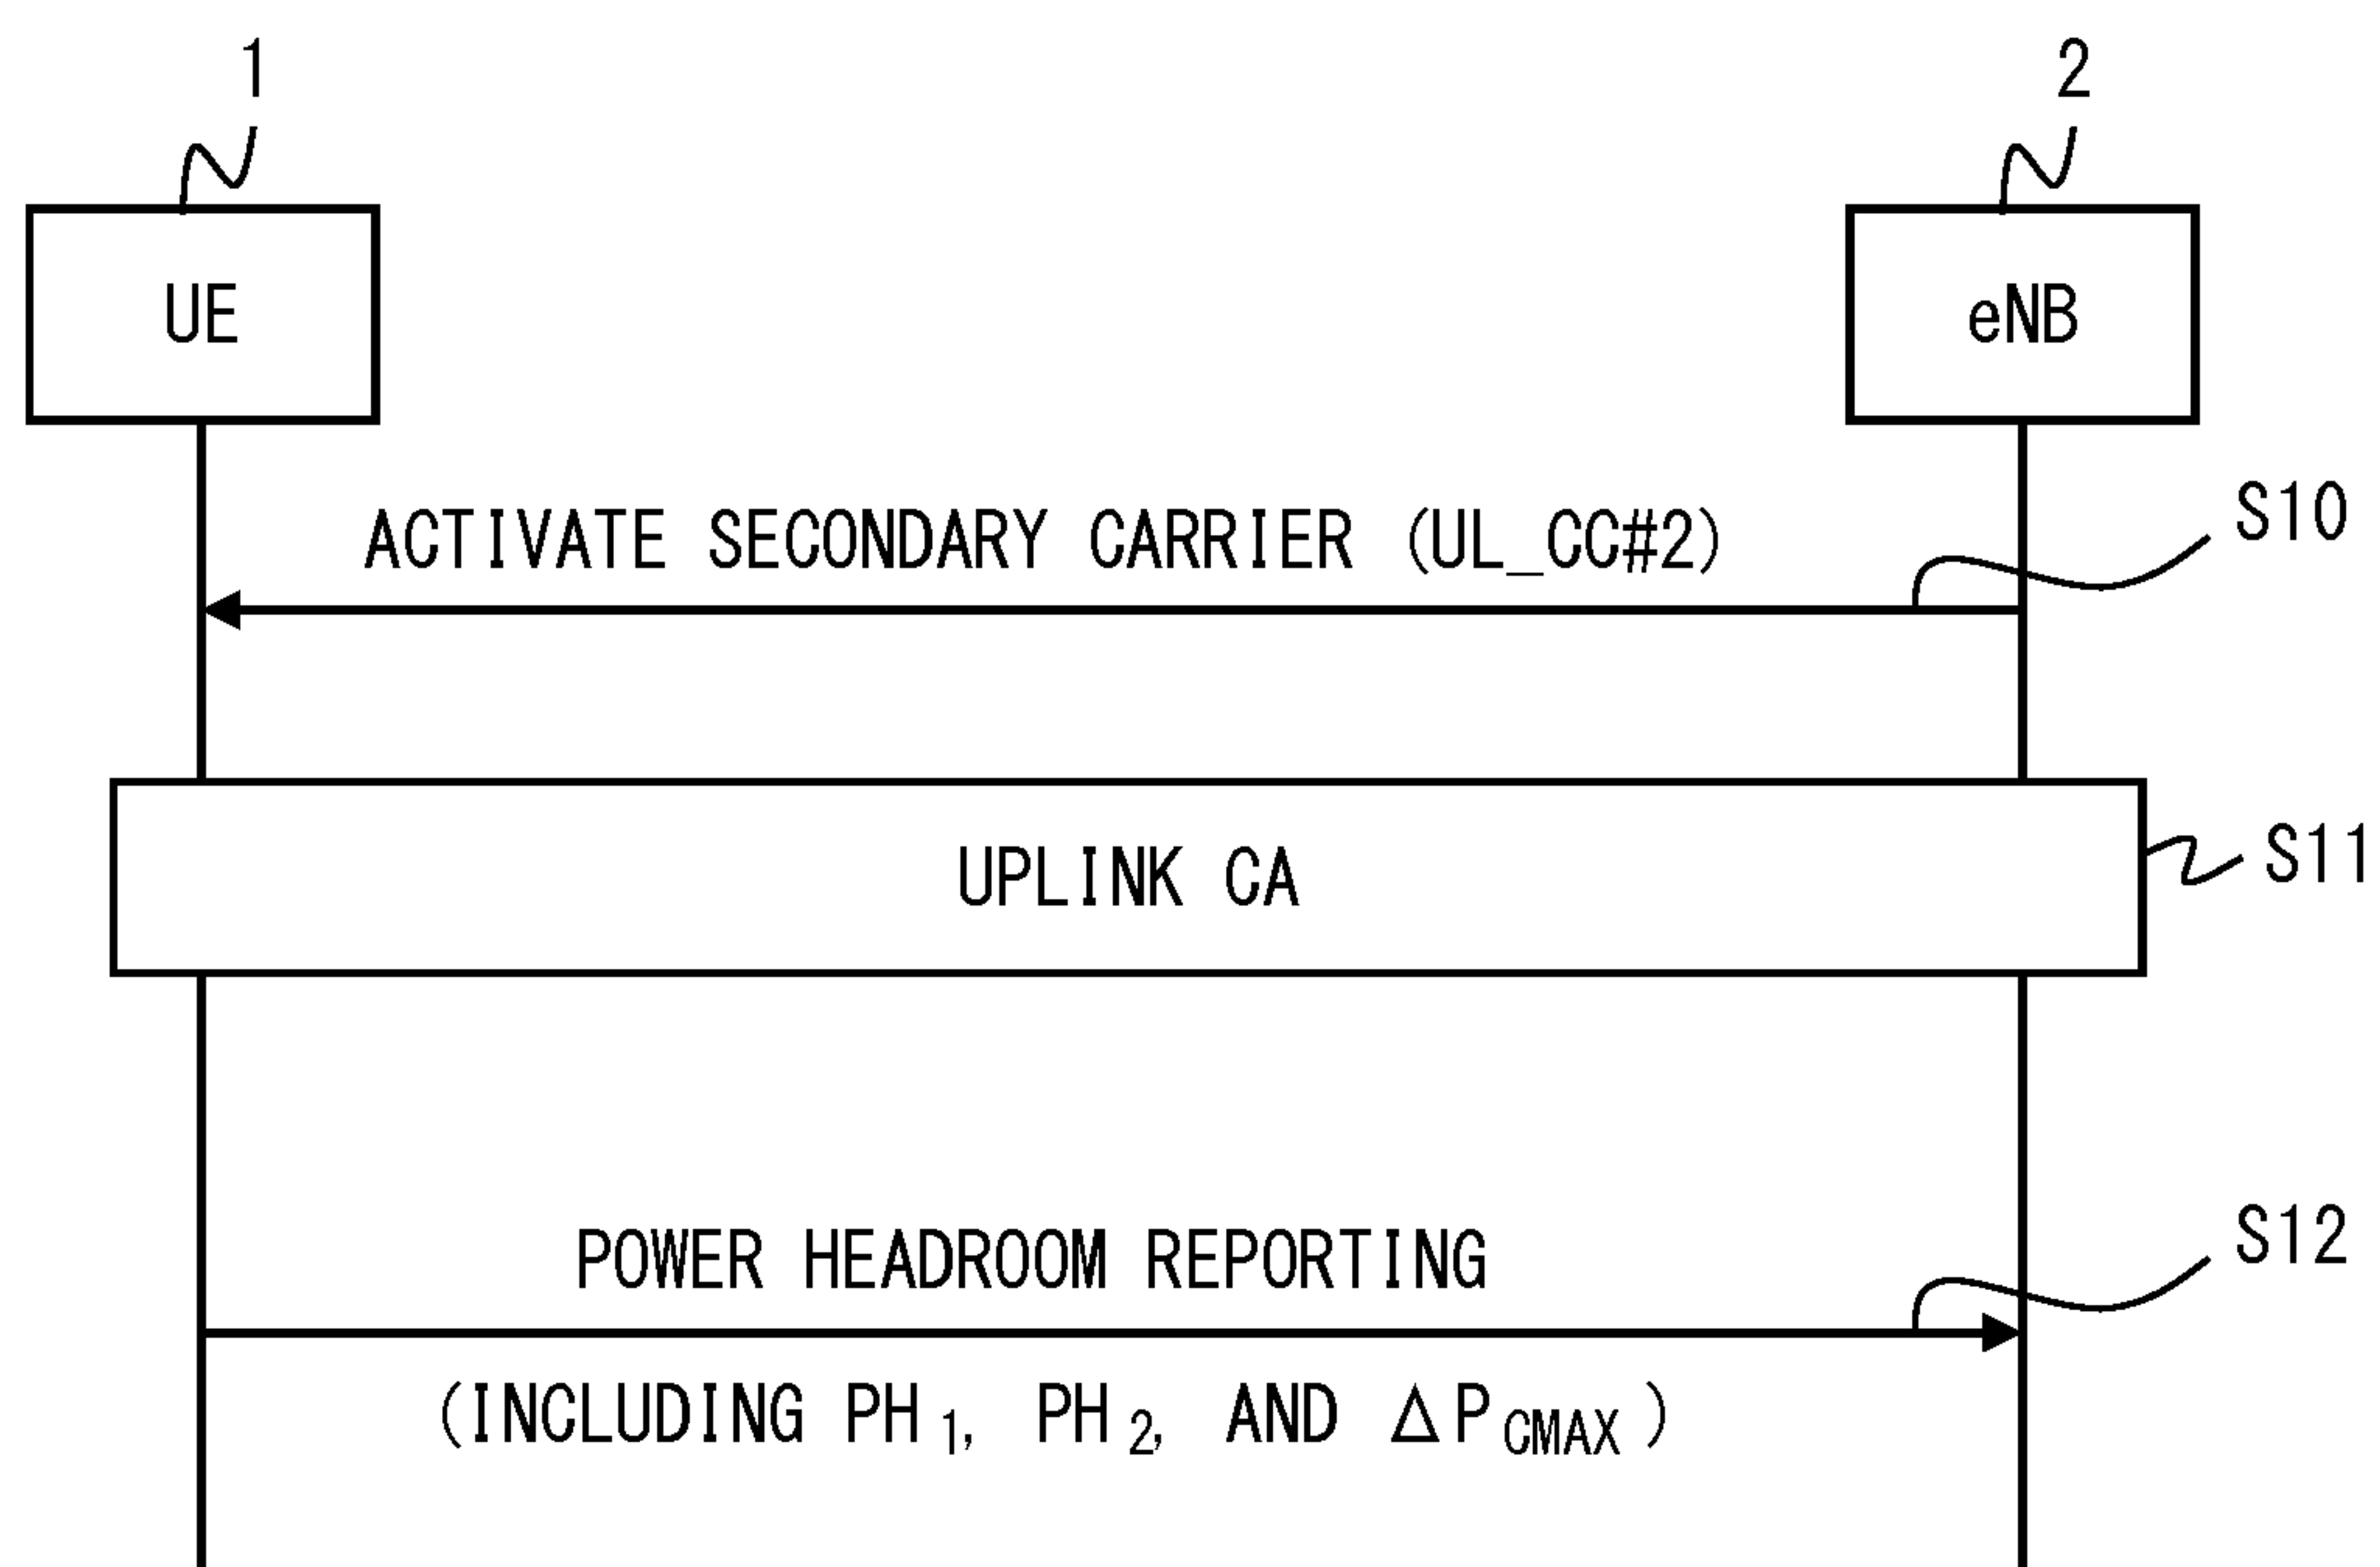 1
2
UE
eNB
ACTIVATE SECONDARY CARRIER (UL_CC#2)
S10
UPLINK CA
S11
POWER HEADROOM REPORTING
S12
(INCLUDING PH1, PH2, AND ΔPCMAX)